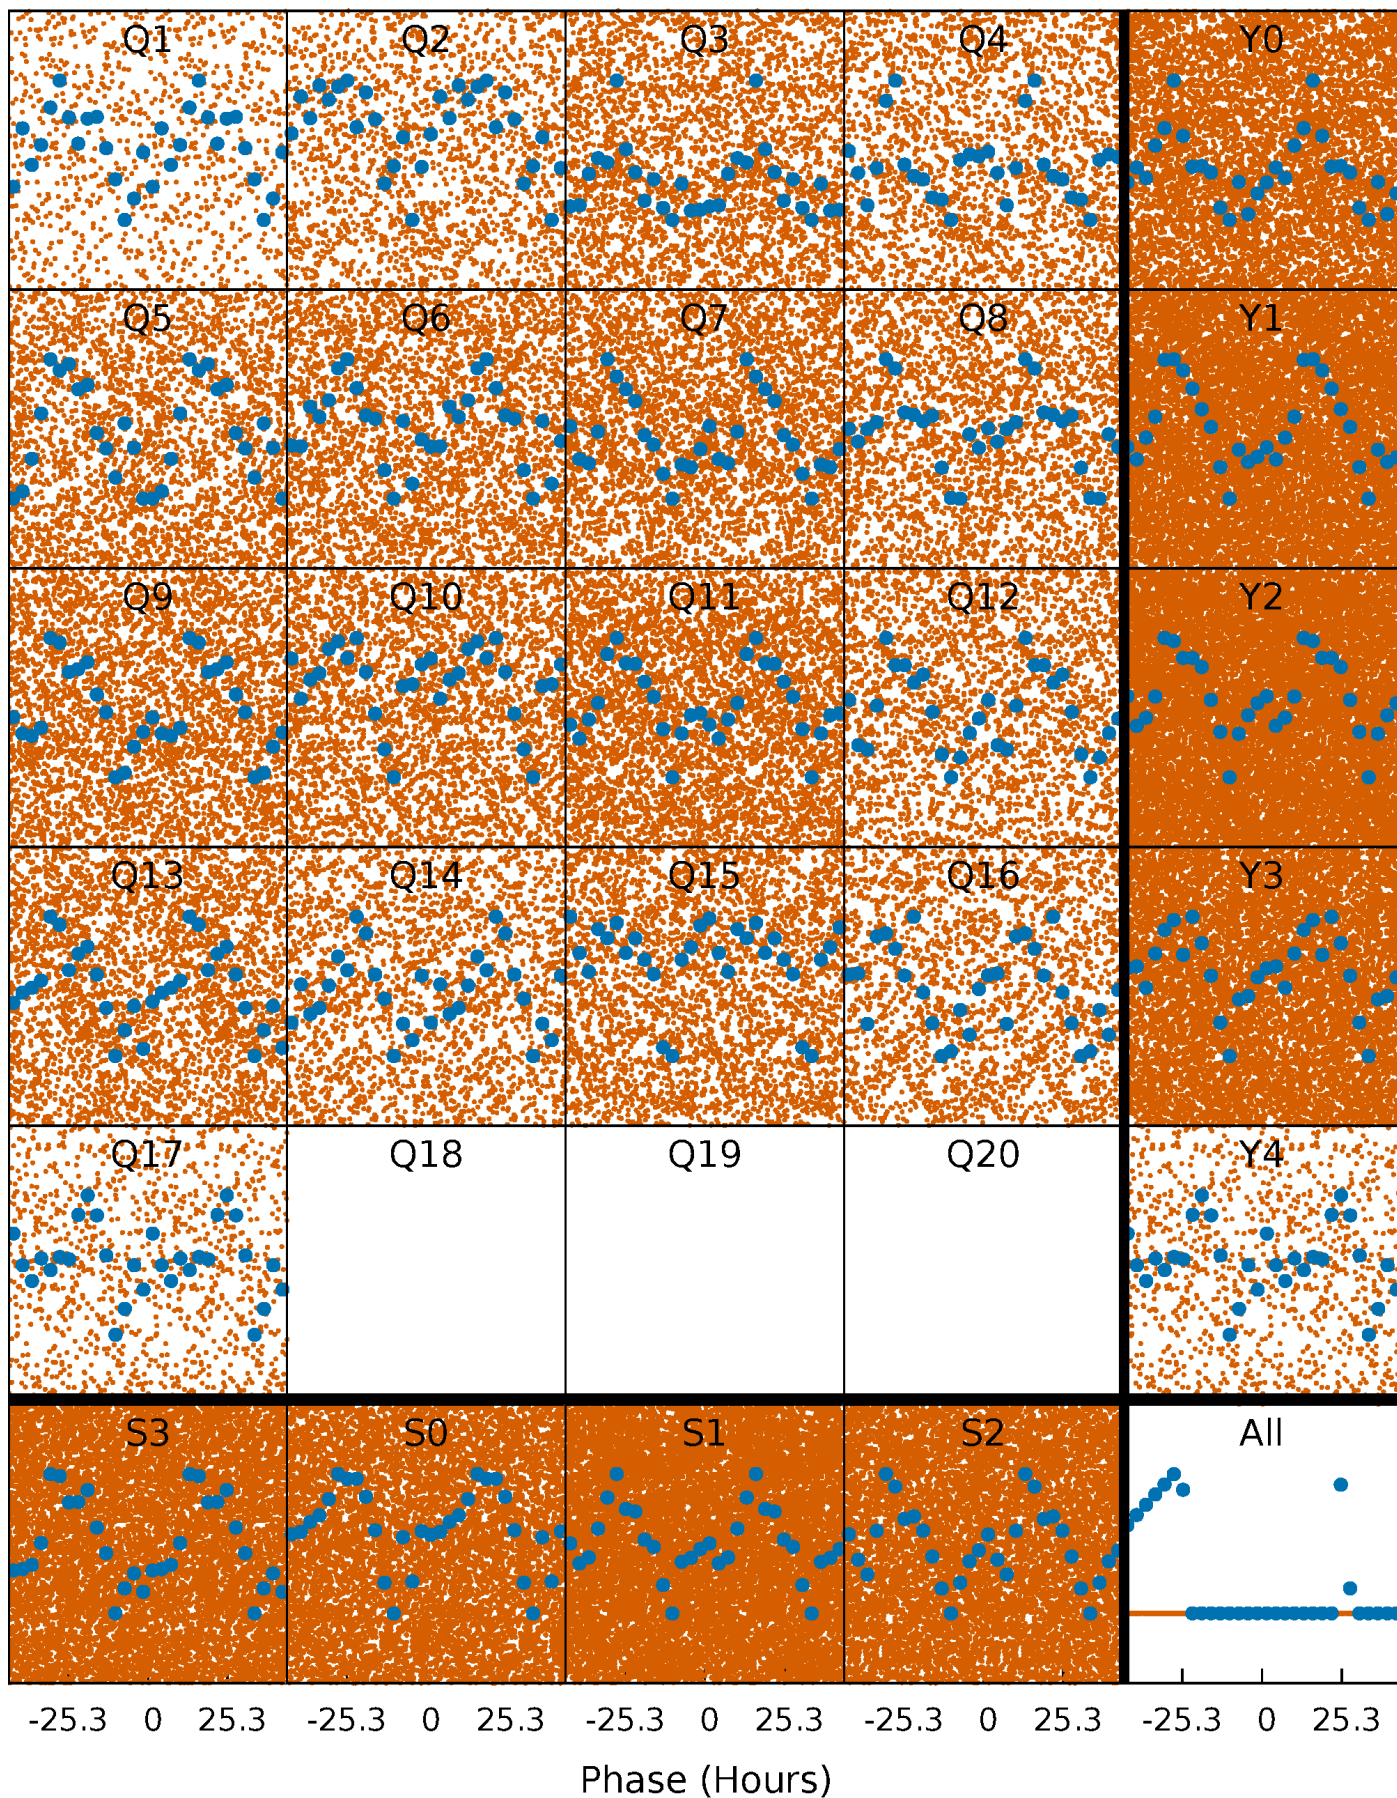 Q1 Q2 Q3 Q4 Y0
Q5 Q6 Q7 Q8 Y1
Q9 Q10 Q11 Q12 Y2
Q13 Q14 Q15 Q16 Y3
Q17 Q18 Q19 Q20 Y4
S3 S0 S1 S2 All
-25.3 0 25.3 -25.3 0 25.3 -25.3 0 25.3 -25.3 0 25.3 -25.3 0 25.3
Phase (Hours)